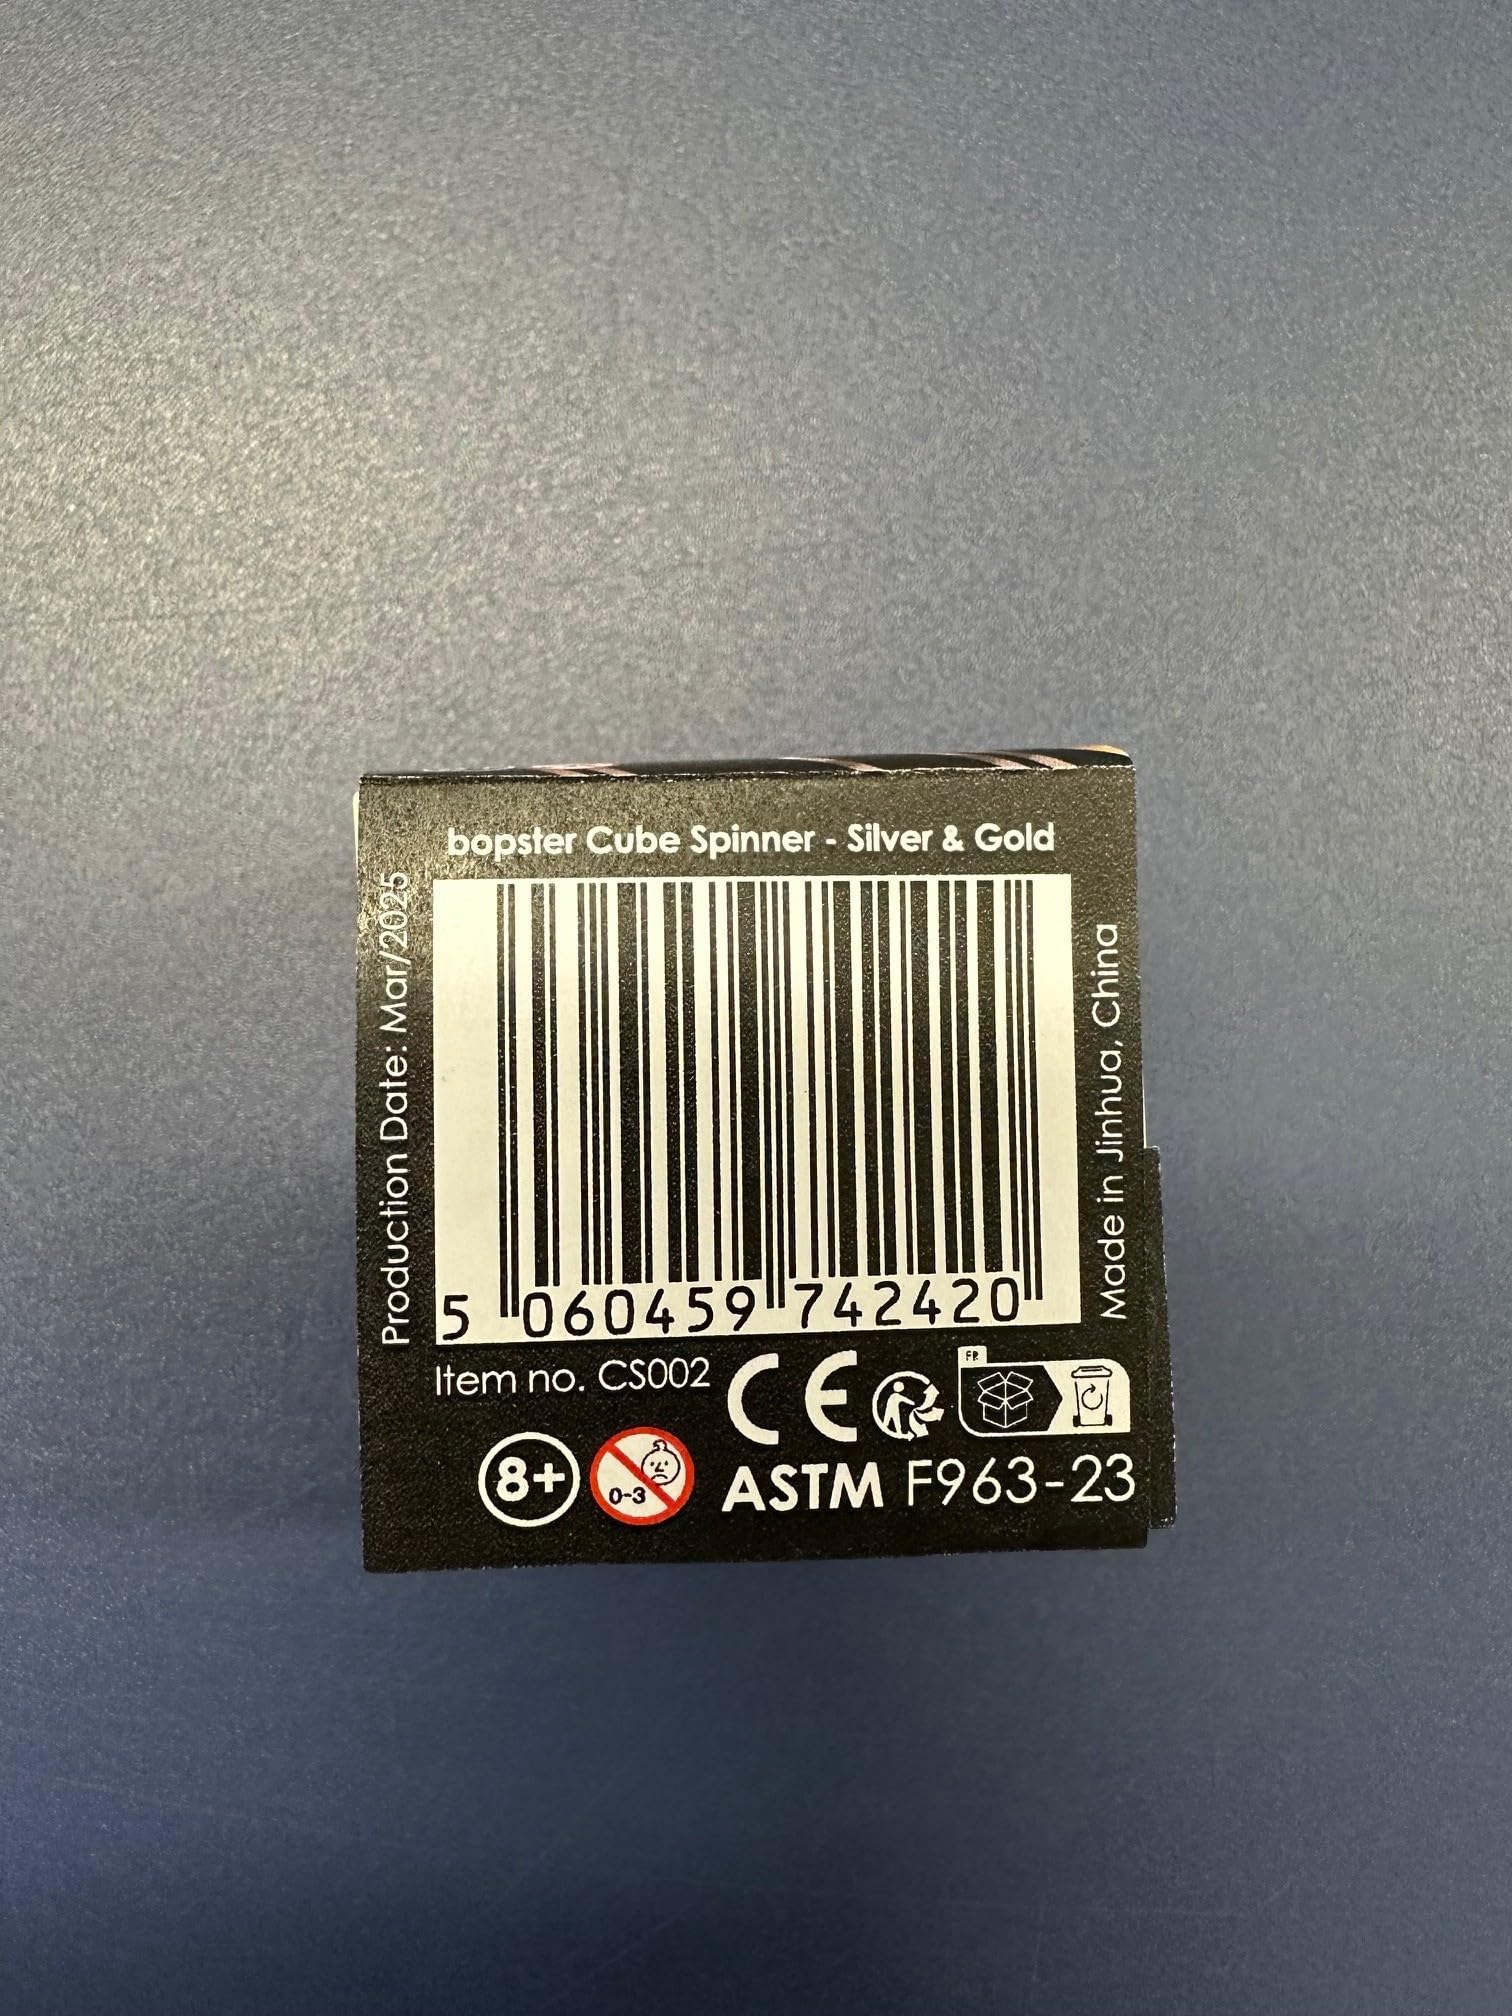 bopster Cube Spinner - Silver & Gold
Production Date: Mar/2025
Made in Jinhua, China
5 060459 742420
Item no. CS002
CE
FR
8+
0-3
ASTM F963-23